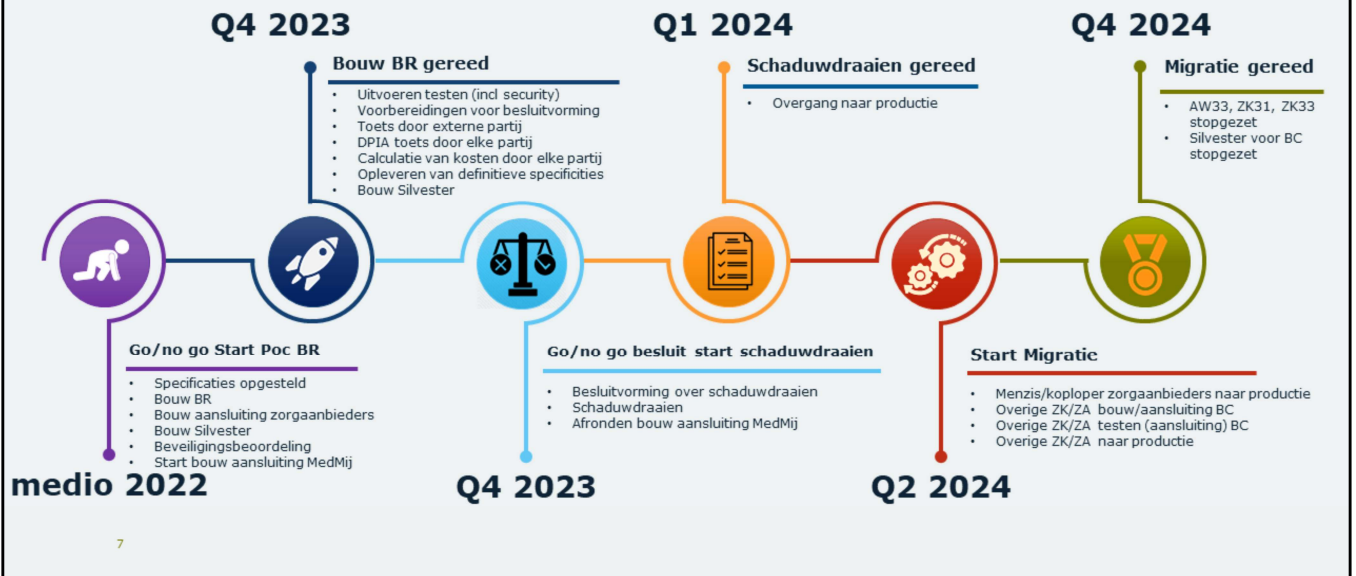 Q4 2023
Bouw BR gereed
• Uitvoeren testen (incl security)
• Voorbereidingen voor besluitvorming
• Toets door externe partij
• DPIA toets door elke partij
• Calculatie van kosten door elke partij
• Opleveren van definitieve specificities
• Bouw Silvester
Q1 2024
Schaduwdraaien gereed
• Overgang naar productie
Q4 2024
Migratie gereed
• AW33, ZK31, ZK33
stopgezet
• Silvester voor BC
stopgezet
Go/no go Start Poc BR
• Specificaties opgesteld
• Bouw BR
• Bouw aansluiting zorgaanbieders
• Bouw Silvester
• Beveiligingsbeoordeling
• Start bouw aansluiting MedMij
medio 2022
Go/no go besluit start schaduwdraaien
• Besluitvorming over schaduwdraaien
• Schaduwdraaien
• Afronden bouw aansluiting MedMij
Q4 2023
Start Migratie
• Menzis/koploper zorgaanbieders naar productie
• Overige ZK/ZA bouw/aansluiting BC
• Overige ZK/ZA testen (aansluiting) BC
• Overige ZK/ZA naar productie
Q2 2024
7